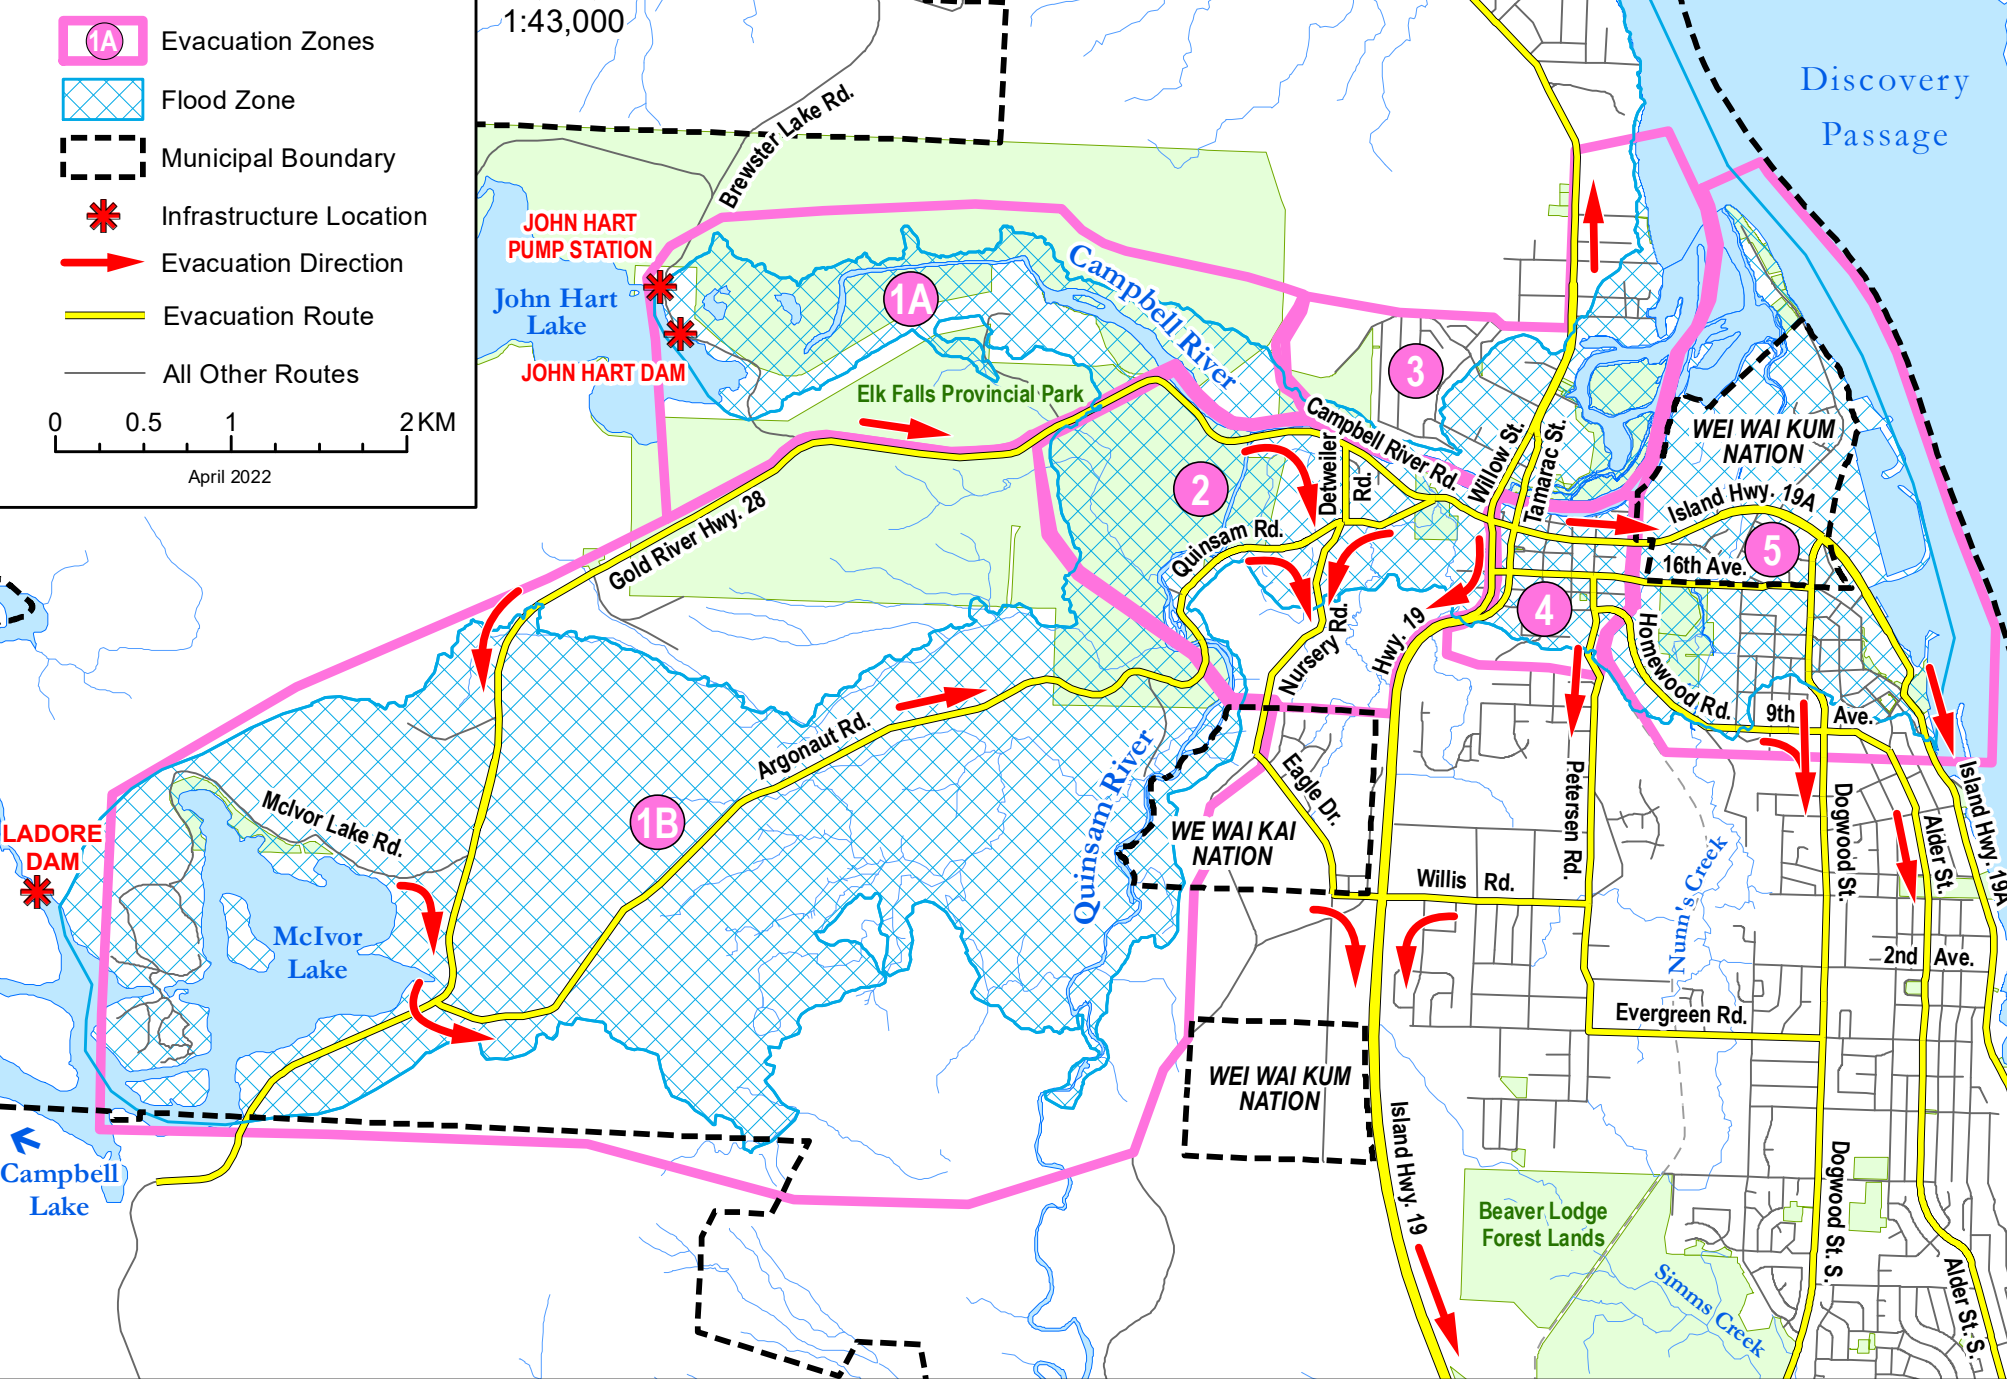 1:43,000
1A
Evacuation Zones
Flood Zone
Municipal Boundary
Infrastructure Location
Evacuation Direction
Evacuation Route
All Other Routes
0 0.5 1 2 KM
April 2022
Discovery
Passage
Brewster Lake Rd.
JOHN HART
PUMP STATION
John Hart
Lake
JOHN HART DAM
1A
Campbell River
Elk Falls Provincial Park
3
Campbell River Rd.
Willow St.
Tamarac St.
WEI WAI KUM
NATION
Island Hwy. 19A
2
Detweiler
Rd.
Quinsam Rd.
5
16th Ave.
4
Gold River Hwy. 28
Nursery Rd.
Hwy. 19
Homewood Rd.
9th Ave.
Argonaut Rd.
McIvor Lake Rd.
1B
LADORE
DAM
McIvor
Lake
Quinsam River
Eagle Dr.
WE WAI KAI
NATION
Petersen Rd.
Willis Rd.
Dogwood St.
Alder St.
Island Hwy. 19A
Nunn's Creek
2nd Ave.
Evergreen Rd.
WEI WAI KUM
NATION
Island Hwy. 19
Campbell
Lake
Beaver Lodge
Forest Lands
Simms Creek
Dogwood St. S.
Alder St. S.